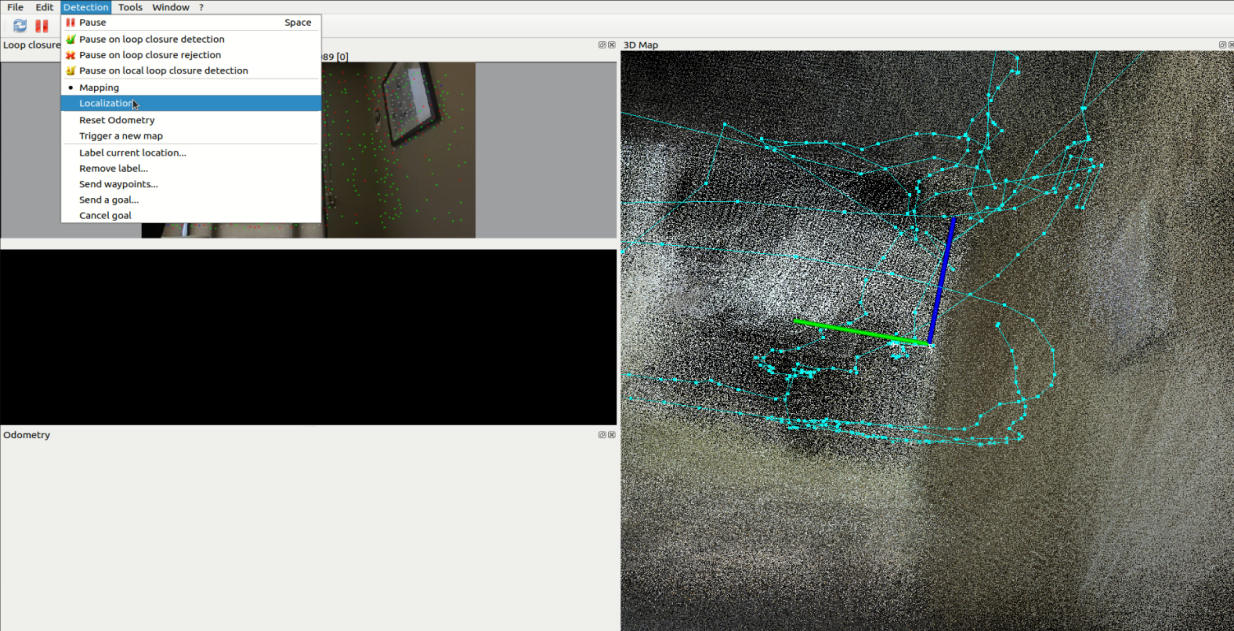 File Edit Detection Tools Window ?
Pause Space
Loop closure
Pause on loop closure detection
3D Map
Pause on loop closure rejection
89 [0]
Pause on local loop closure detection
Mapping
Localization
Reset Odometry
Trigger a new map
Label current location...
Remove label...
Send waypoints...
Send a goal...
Cancel goal
Odometry